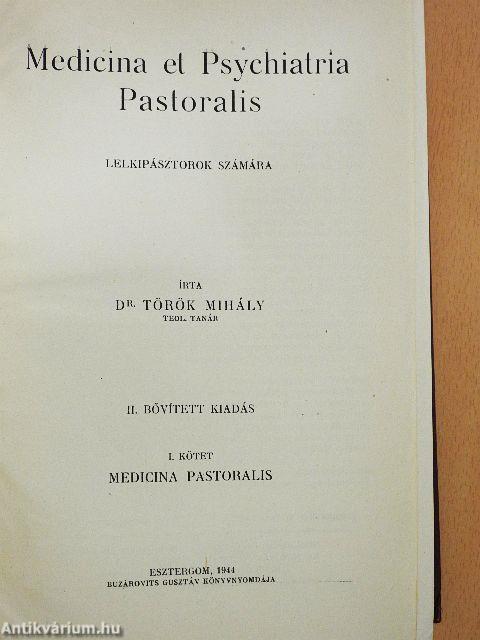 Medicina et Psychiatria
Pastoralis
LELKIPÁSZTOROK SZÁMÁRA
ÍRTA
DR. TÖRÖK MIHÁLY
TEOL. TANÁR
II. BŐVÍTETT KIADÁS
I. KÖTET
MEDICINA PASTORALIS
ESZTERGOM, 1944
BUZÁROVITS GUSZTÁV KÖNYVNYOMDÁJA
Antikvárium.hu